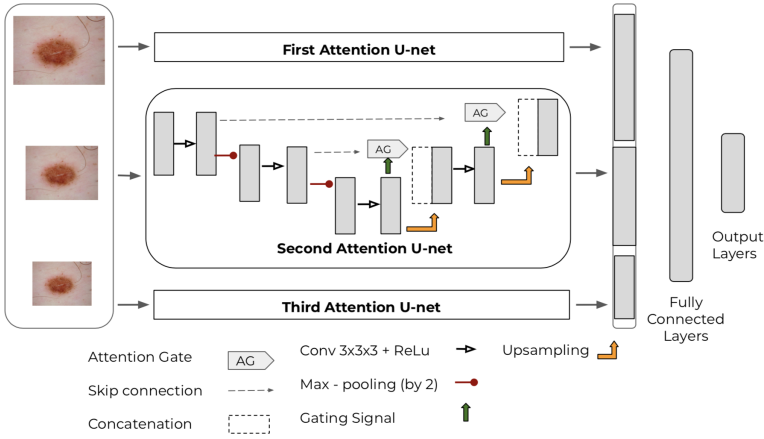 First Attention U-net
AG
AG
Second Attention U-net
Third Attention U-net
Output
Layers
Fully
Connected
Layers
Attention Gate
AG
Conv 3x3x3 + ReLu
Upsampling
Skip connection
Max - pooling (by 2)
Concatenation
Gating Signal